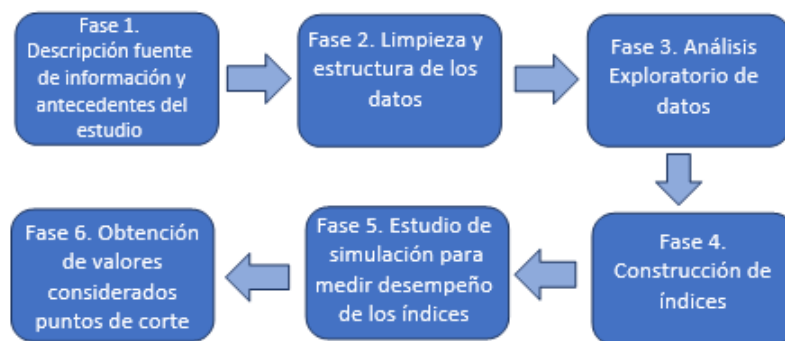 Fase 1.
Descripción fuente
de información y
antecedentes del
estudio
Fase 2. Limpieza y
estructura de los
datos
Fase 3. Análisis
Exploratorio de
datos
Fase 4.
Construcción de
índices
Fase 5. Estudio de
simulación para
medir desempeño
de los índices
Fase 6. Obtención
de valores
considerados
puntos de corte